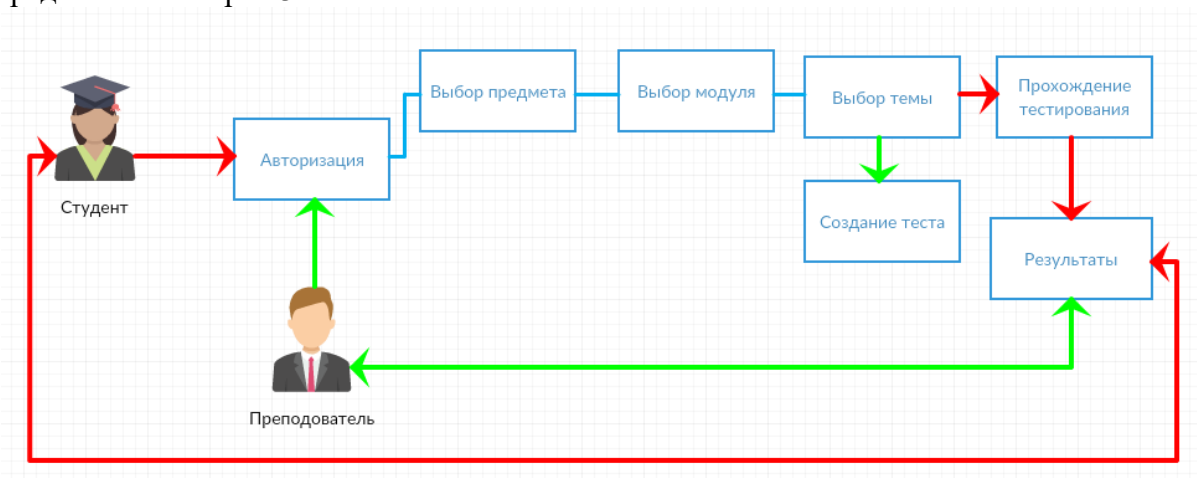 Выбор предмета
Выбор модуля
Выбор темы
Прохождение
тестирования
Авторизация
Студент
Создание теста
Результаты
Преподователь